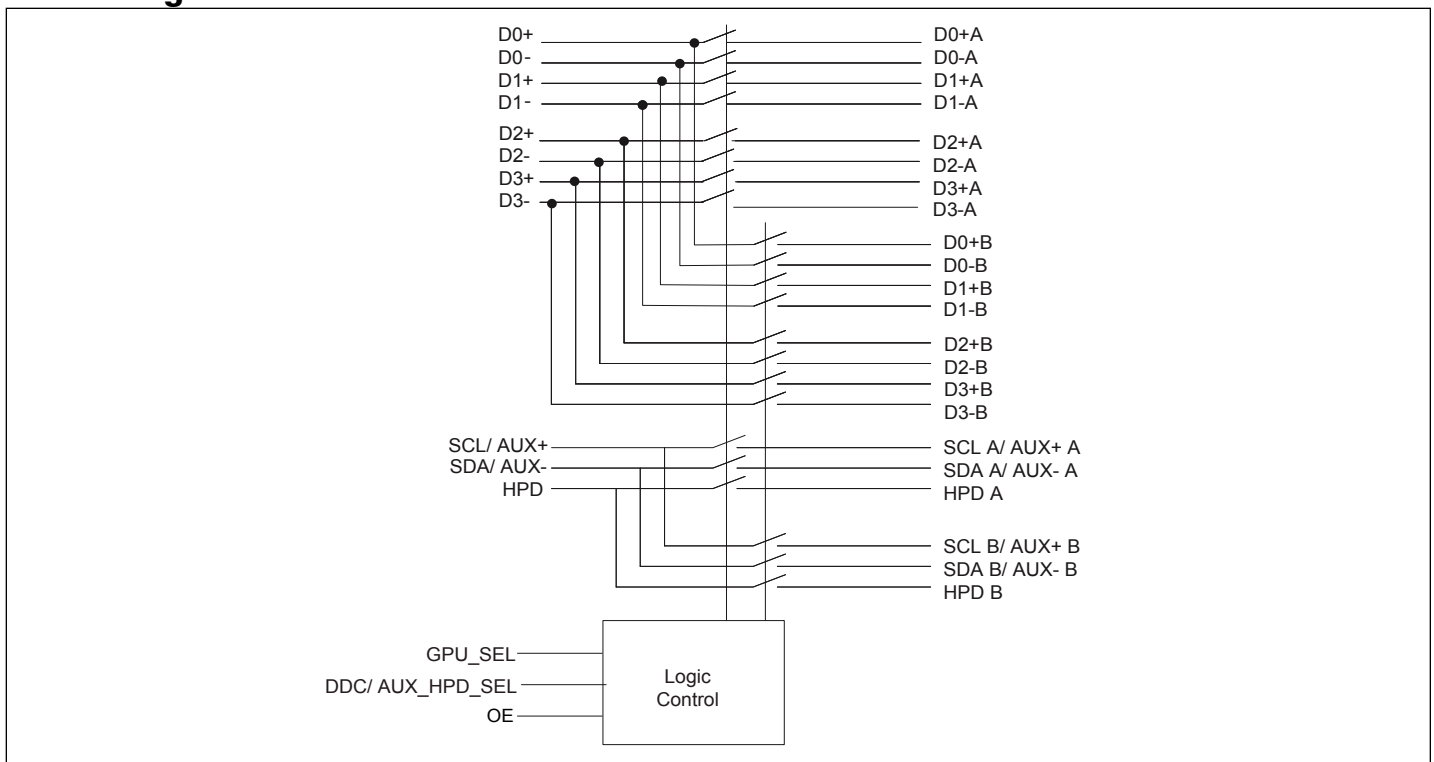 D0+ D0+A
D0- D0-A
D1+ D1+A
D1- D1-A
D2+ D2+A
D2- D2-A
D3+ D3+A
D3- D3-A
D0+B
D0-B
D1+B
D1-B
D2+B
D2-B
D3+B
D3-B
SCL/ AUX+ SCL A/ AUX+ A
SDA/ AUX- SDA A/ AUX- A
HPD HPD A
SCL B/ AUX+ B
SDA B/ AUX- B
HPD B
GPU_SEL
DDC/ AUX_HPD_SEL
OE
Logic
Control